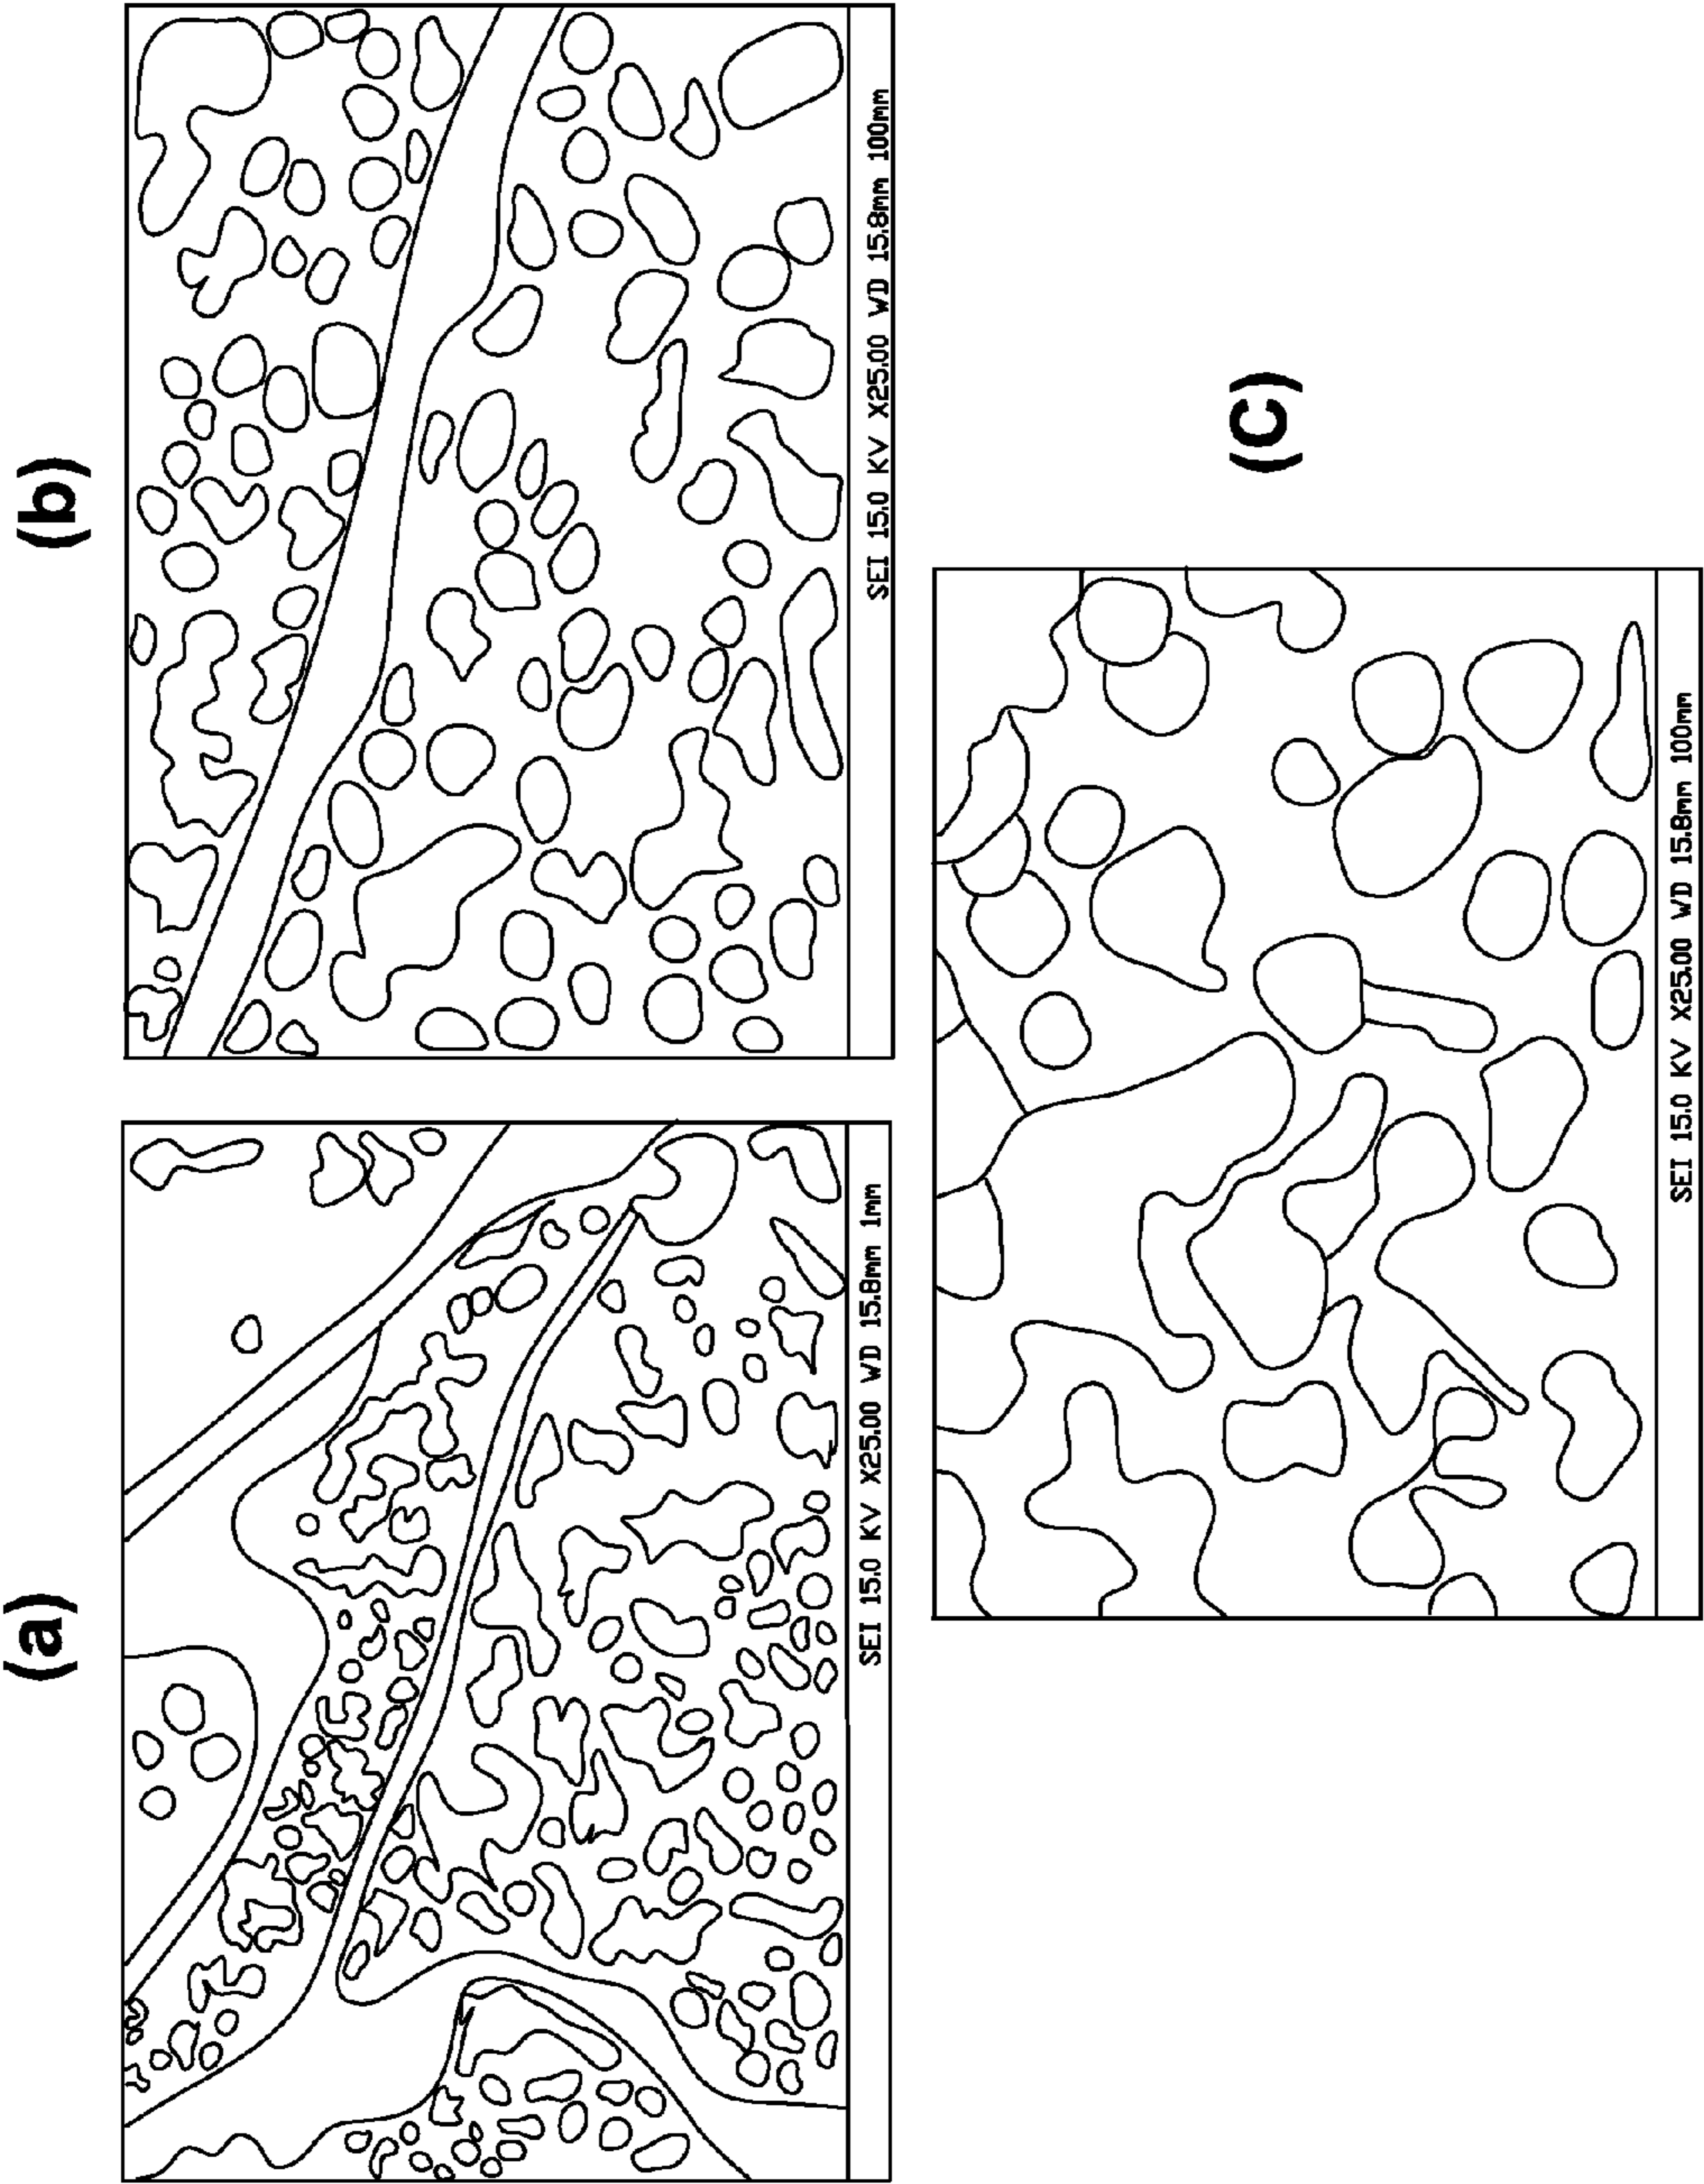 (a)
SEI 15.0 KV X25.00 WD 15.8mm 1mm
(b)
SEI 15.0 KV X25.00 WD 15.8mm 100mm
(C)
SEI 15.0 KV X25.00 WD 15.8mm 100mm